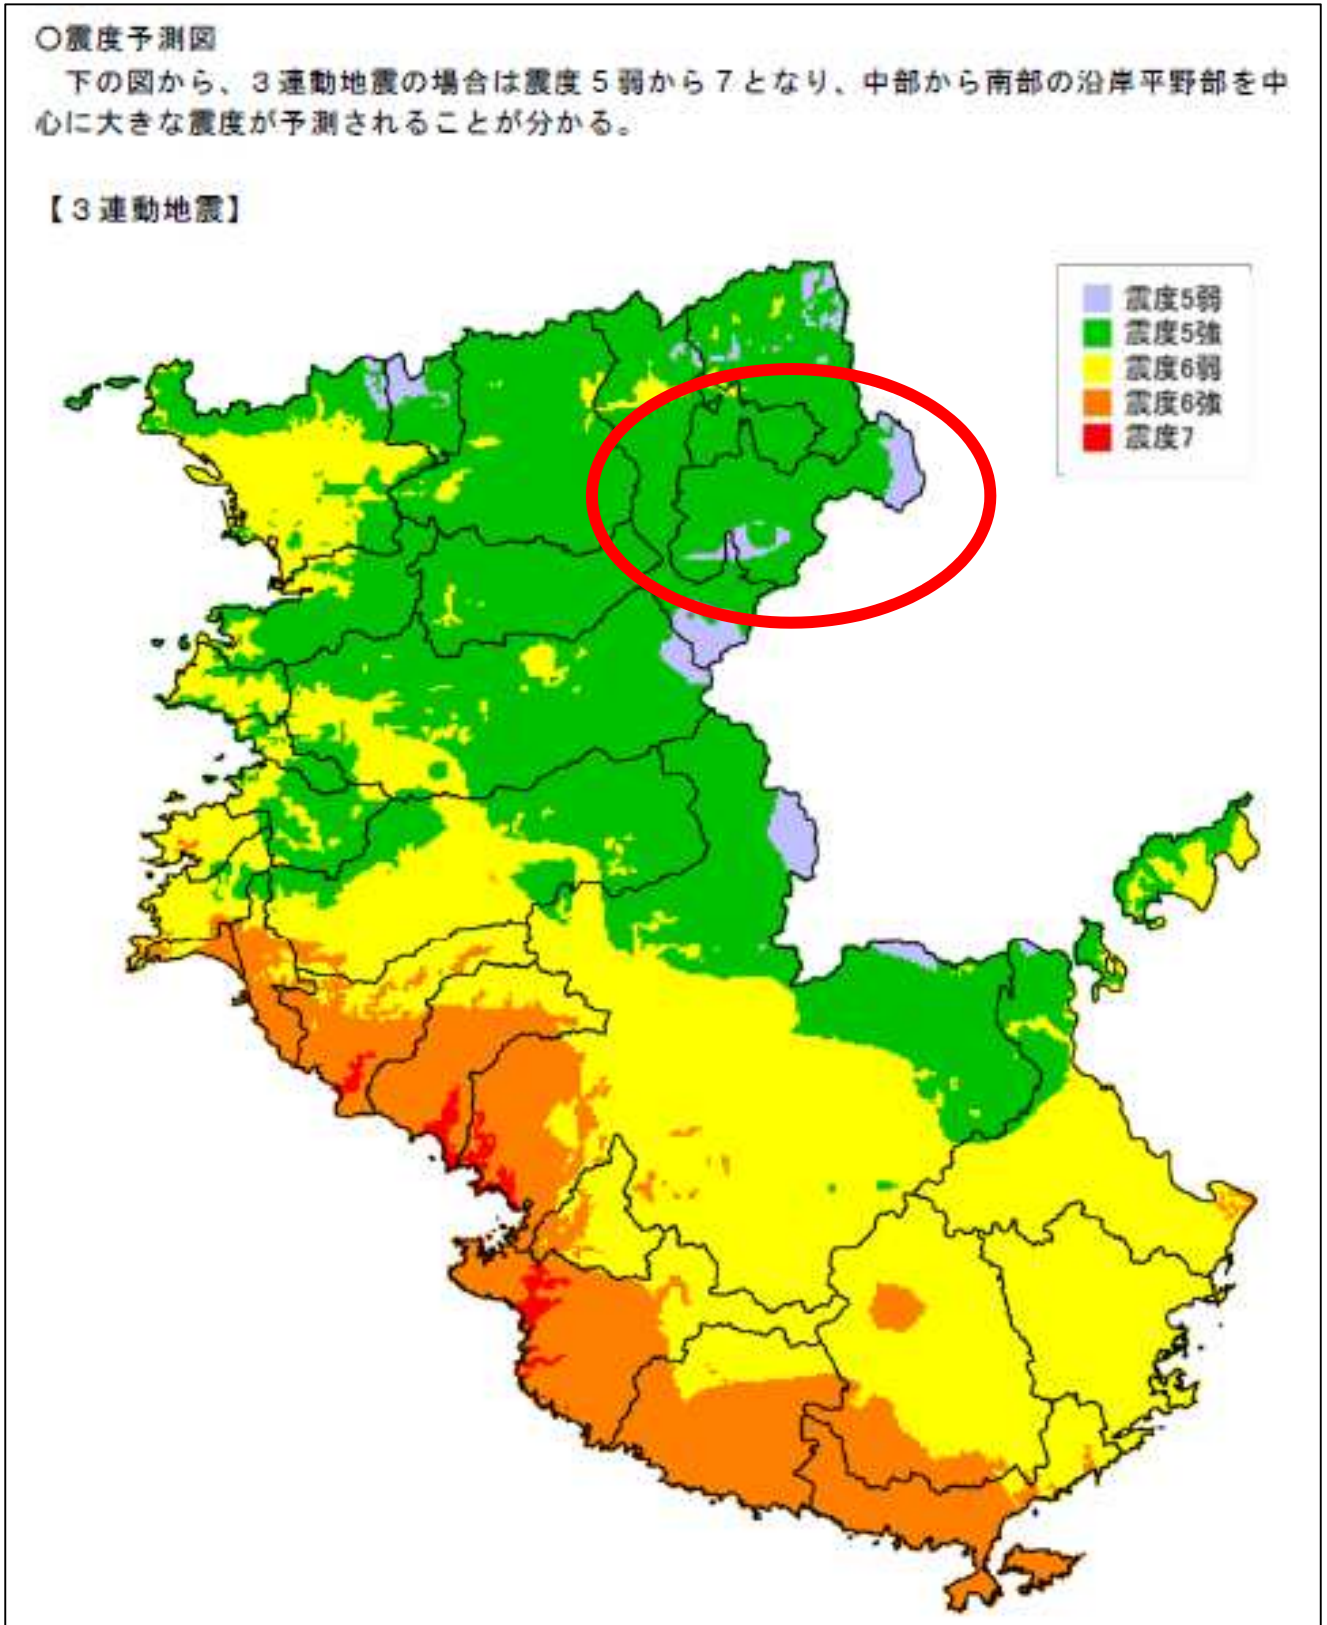 〇震度予測図
下の図から、３連動地震の場合は震度５弱から７となり、中部から南部の沿岸平野部を中
心に大きな震度が予測されることが分かる。
【３連動地震】
震度5弱
震度5強
震度6弱
震度6強
震度7